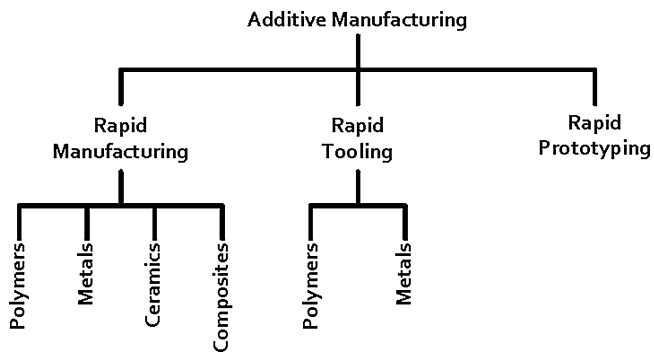 Additive Manufacturing
Rapid
Manufacturing
Rapid
Tooling
Rapid
Prototyping
Polymers
Metals
Ceramics
Composites
Polymers
Metals